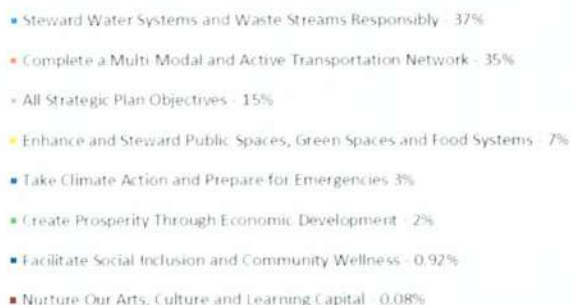 Steward Water Systems and Waste Streams Responsibly - 37%
Complete a Multi Modal and Active Transportation Network - 35%
All Strategic Plan Objectives - 15%
Enhance and Steward Public Spaces, Green Spaces and Food Systems - 7%
Take Climate Action and Prepare for Emergencies 3%
Create Prosperity Through Economic Development - 2%
Facilitate Social Inclusion and Community Wellness - 0.92%
Nurture Our Arts, Culture and Learning Capital - 0.08%